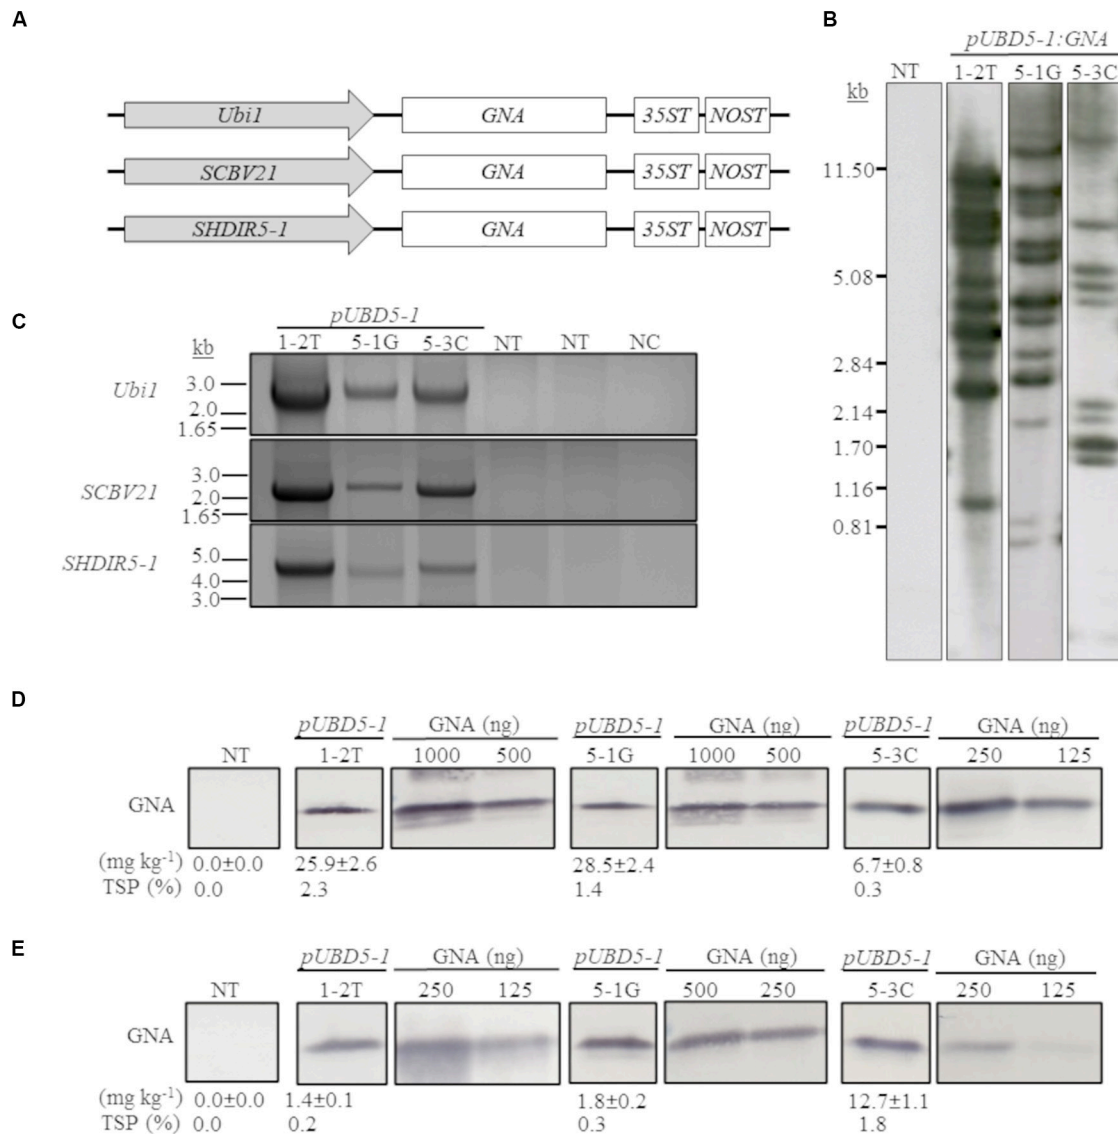 A
Ubi1 GNA 35ST NOST
SCBV21 GNA 35ST NOST
SHDIR5-1 GNA 35ST NOST
B
pUBD5-1:GNA
NT 1-2T 5-1G 5-3C
kb
11.50
5.08
2.84
2.14
1.70
1.16
0.81
C
pUBD5-1
kb 1-2T 5-1G 5-3C NT NT NC
Ubi1
3.0
2.0
1.65
SCBV21
3.0
2.0
1.65
SHDIR5-1
5.0
4.0
3.0
D
pUBD5-1 GNA (ng) pUBD5-1 GNA (ng) pUBD5-1 GNA (ng)
NT 1-2T 1000 500 5-1G 1000 500 5-3C 250 125
GNA
(mg kg⁻¹) 0.0±0.0 25.9±2.6 28.5±2.4 6.7±0.8
TSP (%) 0.0 2.3 1.4 0.3
E
pUBD5-1 GNA (ng) pUBD5-1 GNA (ng) pUBD5-1 GNA (ng)
NT 1-2T 250 125 5-1G 500 250 5-3C 250 125
GNA
(mg kg⁻¹) 0.0±0.0 1.4±0.1 1.8±0.2 12.7±1.1
TSP (%) 0.0 0.2 0.3 1.8